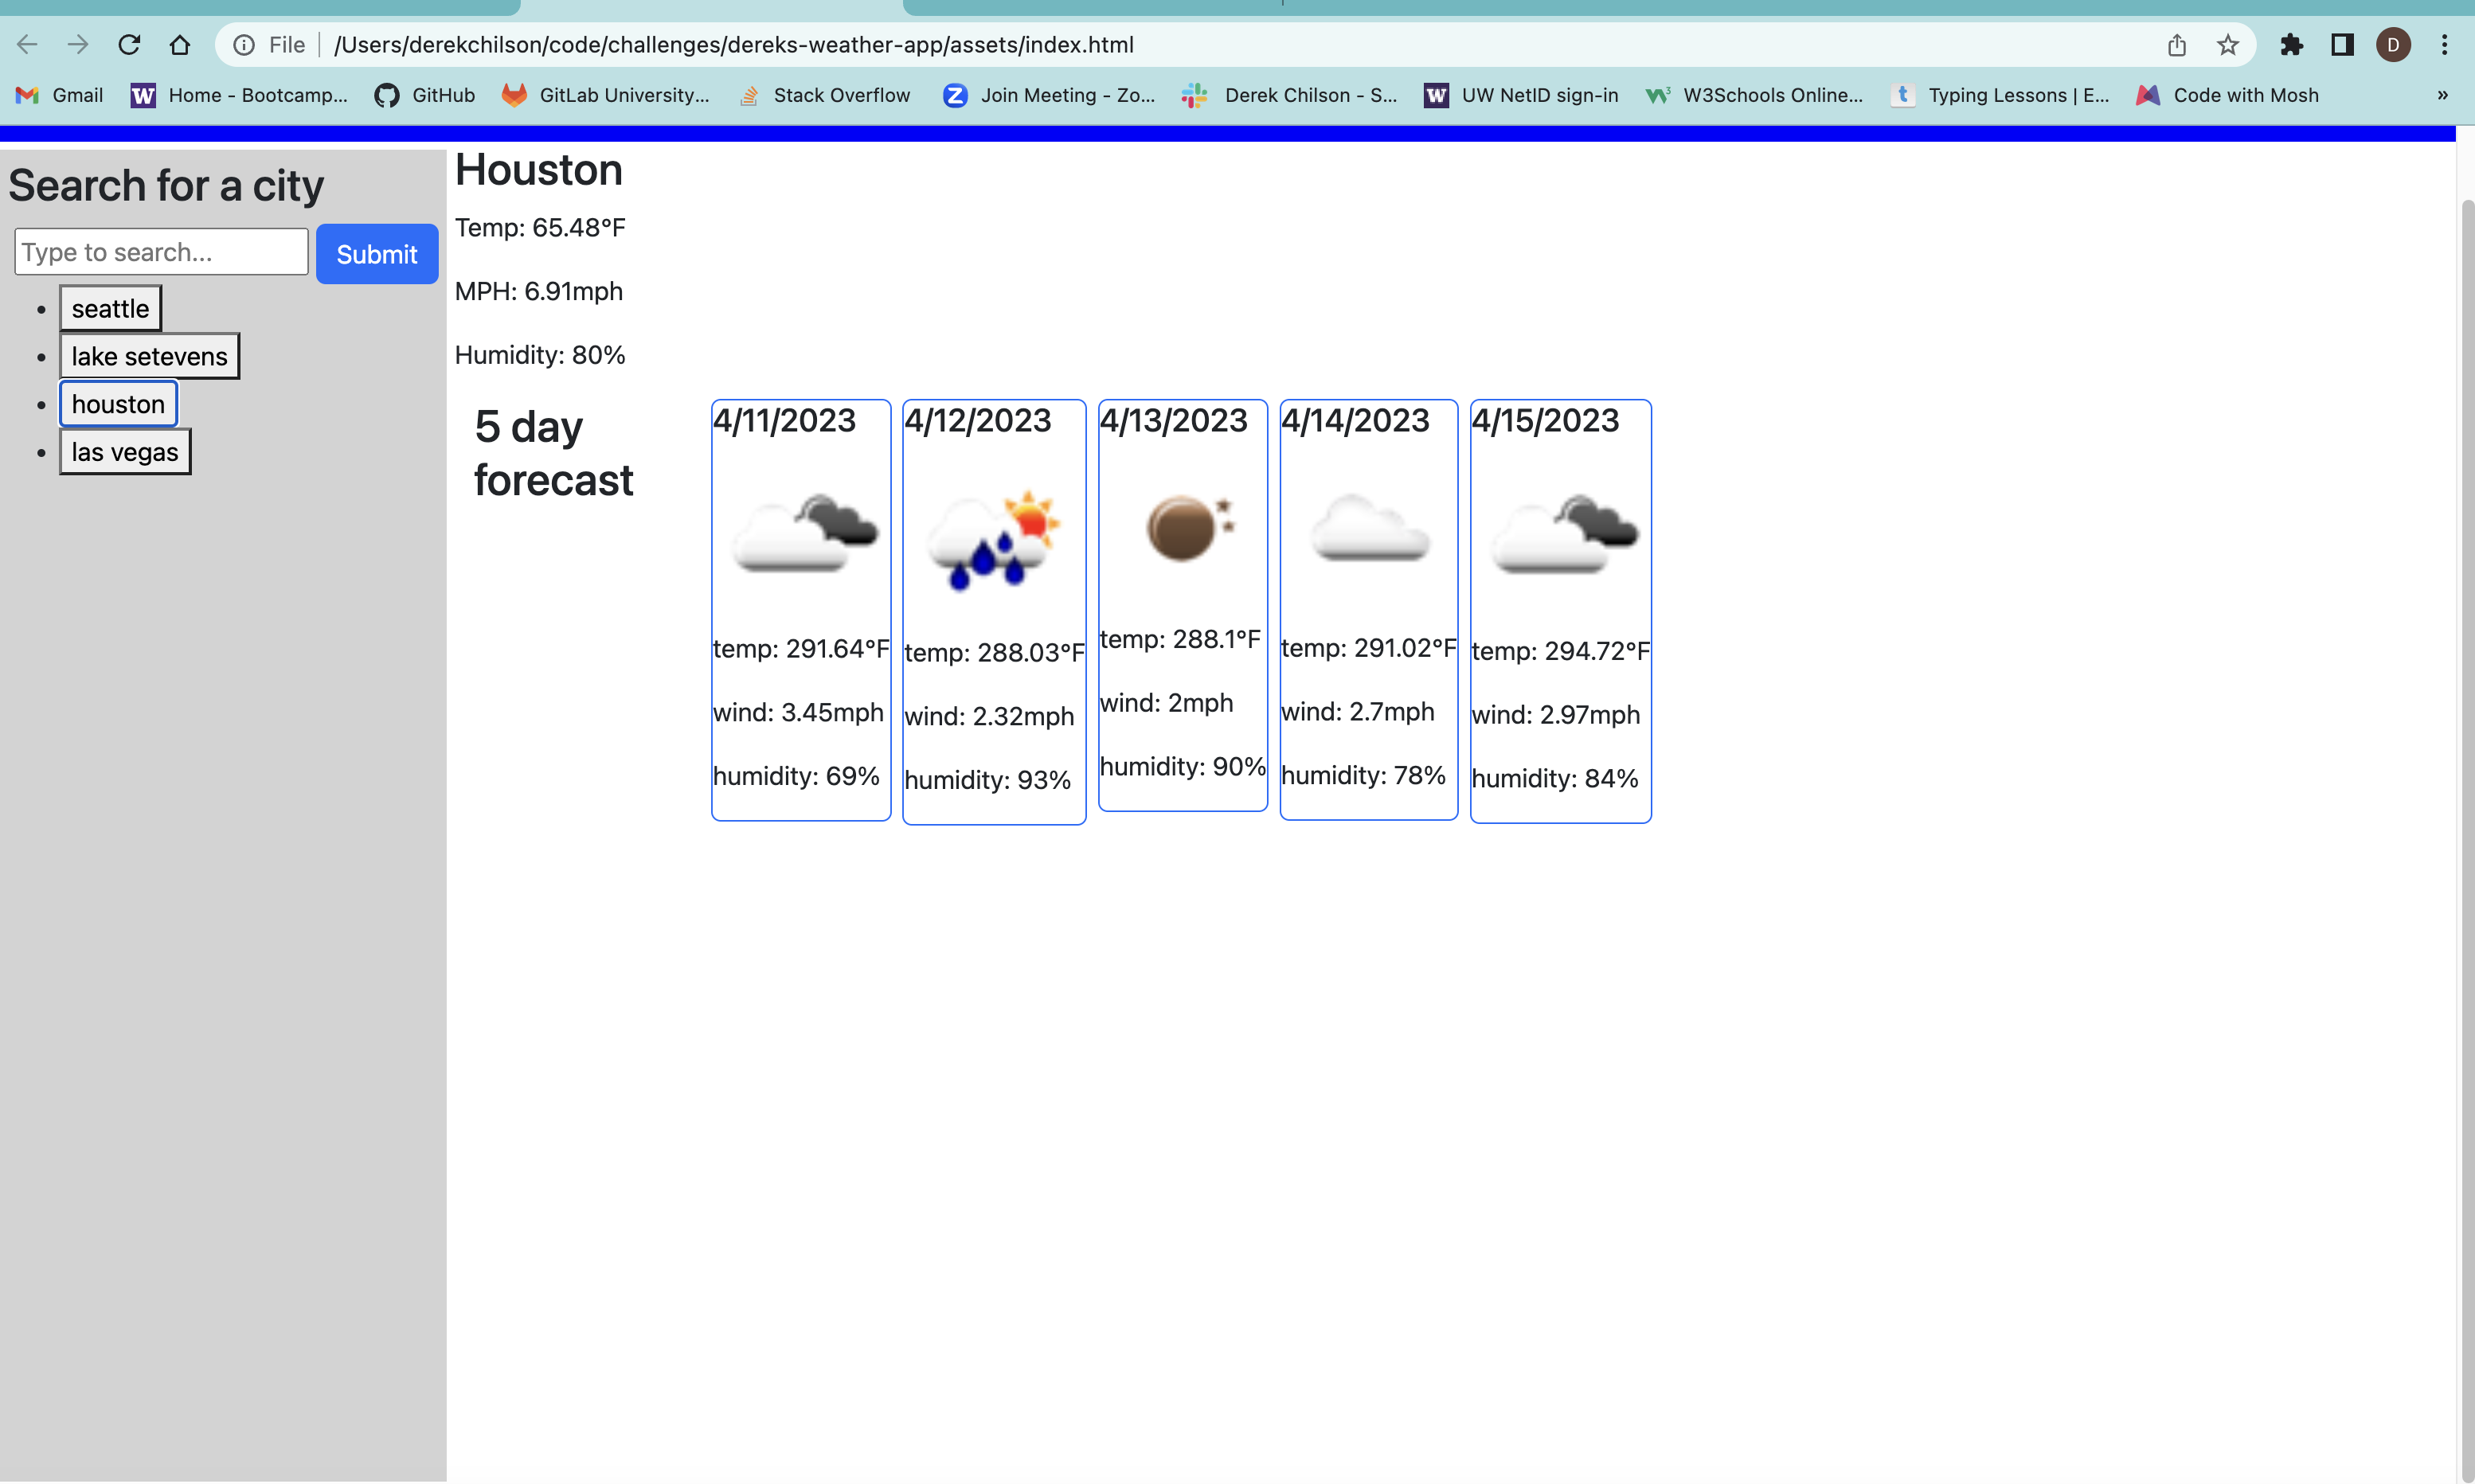 File /Users/derekchilson/code/challenges/dereks-weather-app/assets/index.html D
Gmail W Home - Bootcamp... GitHub GitLab University... Stack Overflow Z Join Meeting - Zo... Derek Chilson - S... W UW NetID sign-in W3Schools Online... t Typing Lessons | E... Code with Mosh »
Search for a city
Type to search... Submit
• seattle
• lake setevens
• houston
• las vegas
Houston
Temp: 65.48°F
MPH: 6.91mph
Humidity: 80%
5 day
forecast
4/11/2023
temp: 291.64°F
wind: 3.45mph
humidity: 69%
4/12/2023
temp: 288.03°F
wind: 2.32mph
humidity: 93%
4/13/2023
temp: 288.1°F
wind: 2mph
humidity: 90%
4/14/2023
temp: 291.02°F
wind: 2.7mph
humidity: 78%
4/15/2023
temp: 294.72°F
wind: 2.97mph
humidity: 84%